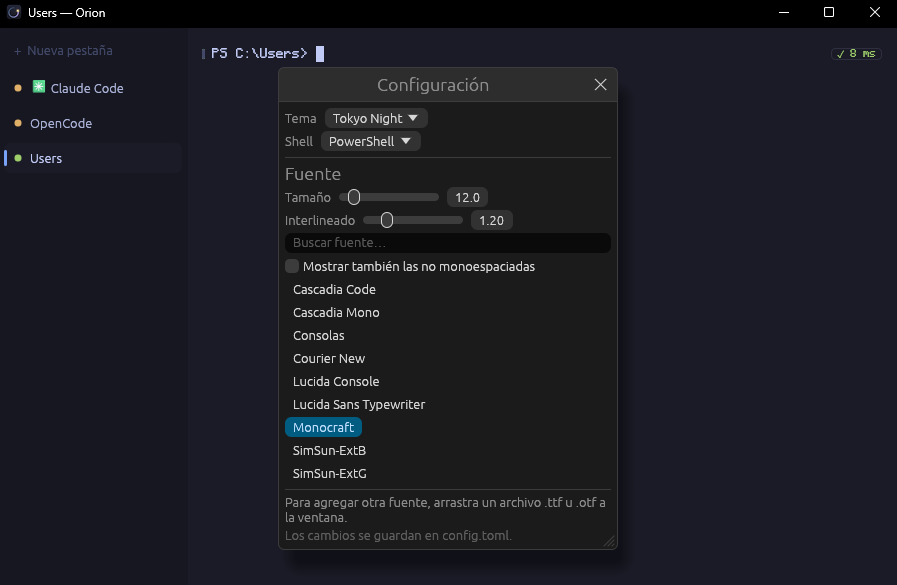 Users — Orion
+ Nueva pestaña
Claude Code
OpenCode
Users
PS C:\Users>
✓ 8 ms
Configuración
Tema Tokyo Night
Shell PowerShell
Fuente
Tamaño 12.0
Interlineado 1.20
Buscar fuente…
Mostrar también las no monoespaciadas
Cascadia Code
Cascadia Mono
Consolas
Courier New
Lucida Console
Lucida Sans Typewriter
Monocraft
SimSun-ExtB
SimSun-ExtG
Para agregar otra fuente, arrastra un archivo .ttf u .otf a
la ventana.
Los cambios se guardan en config.toml.